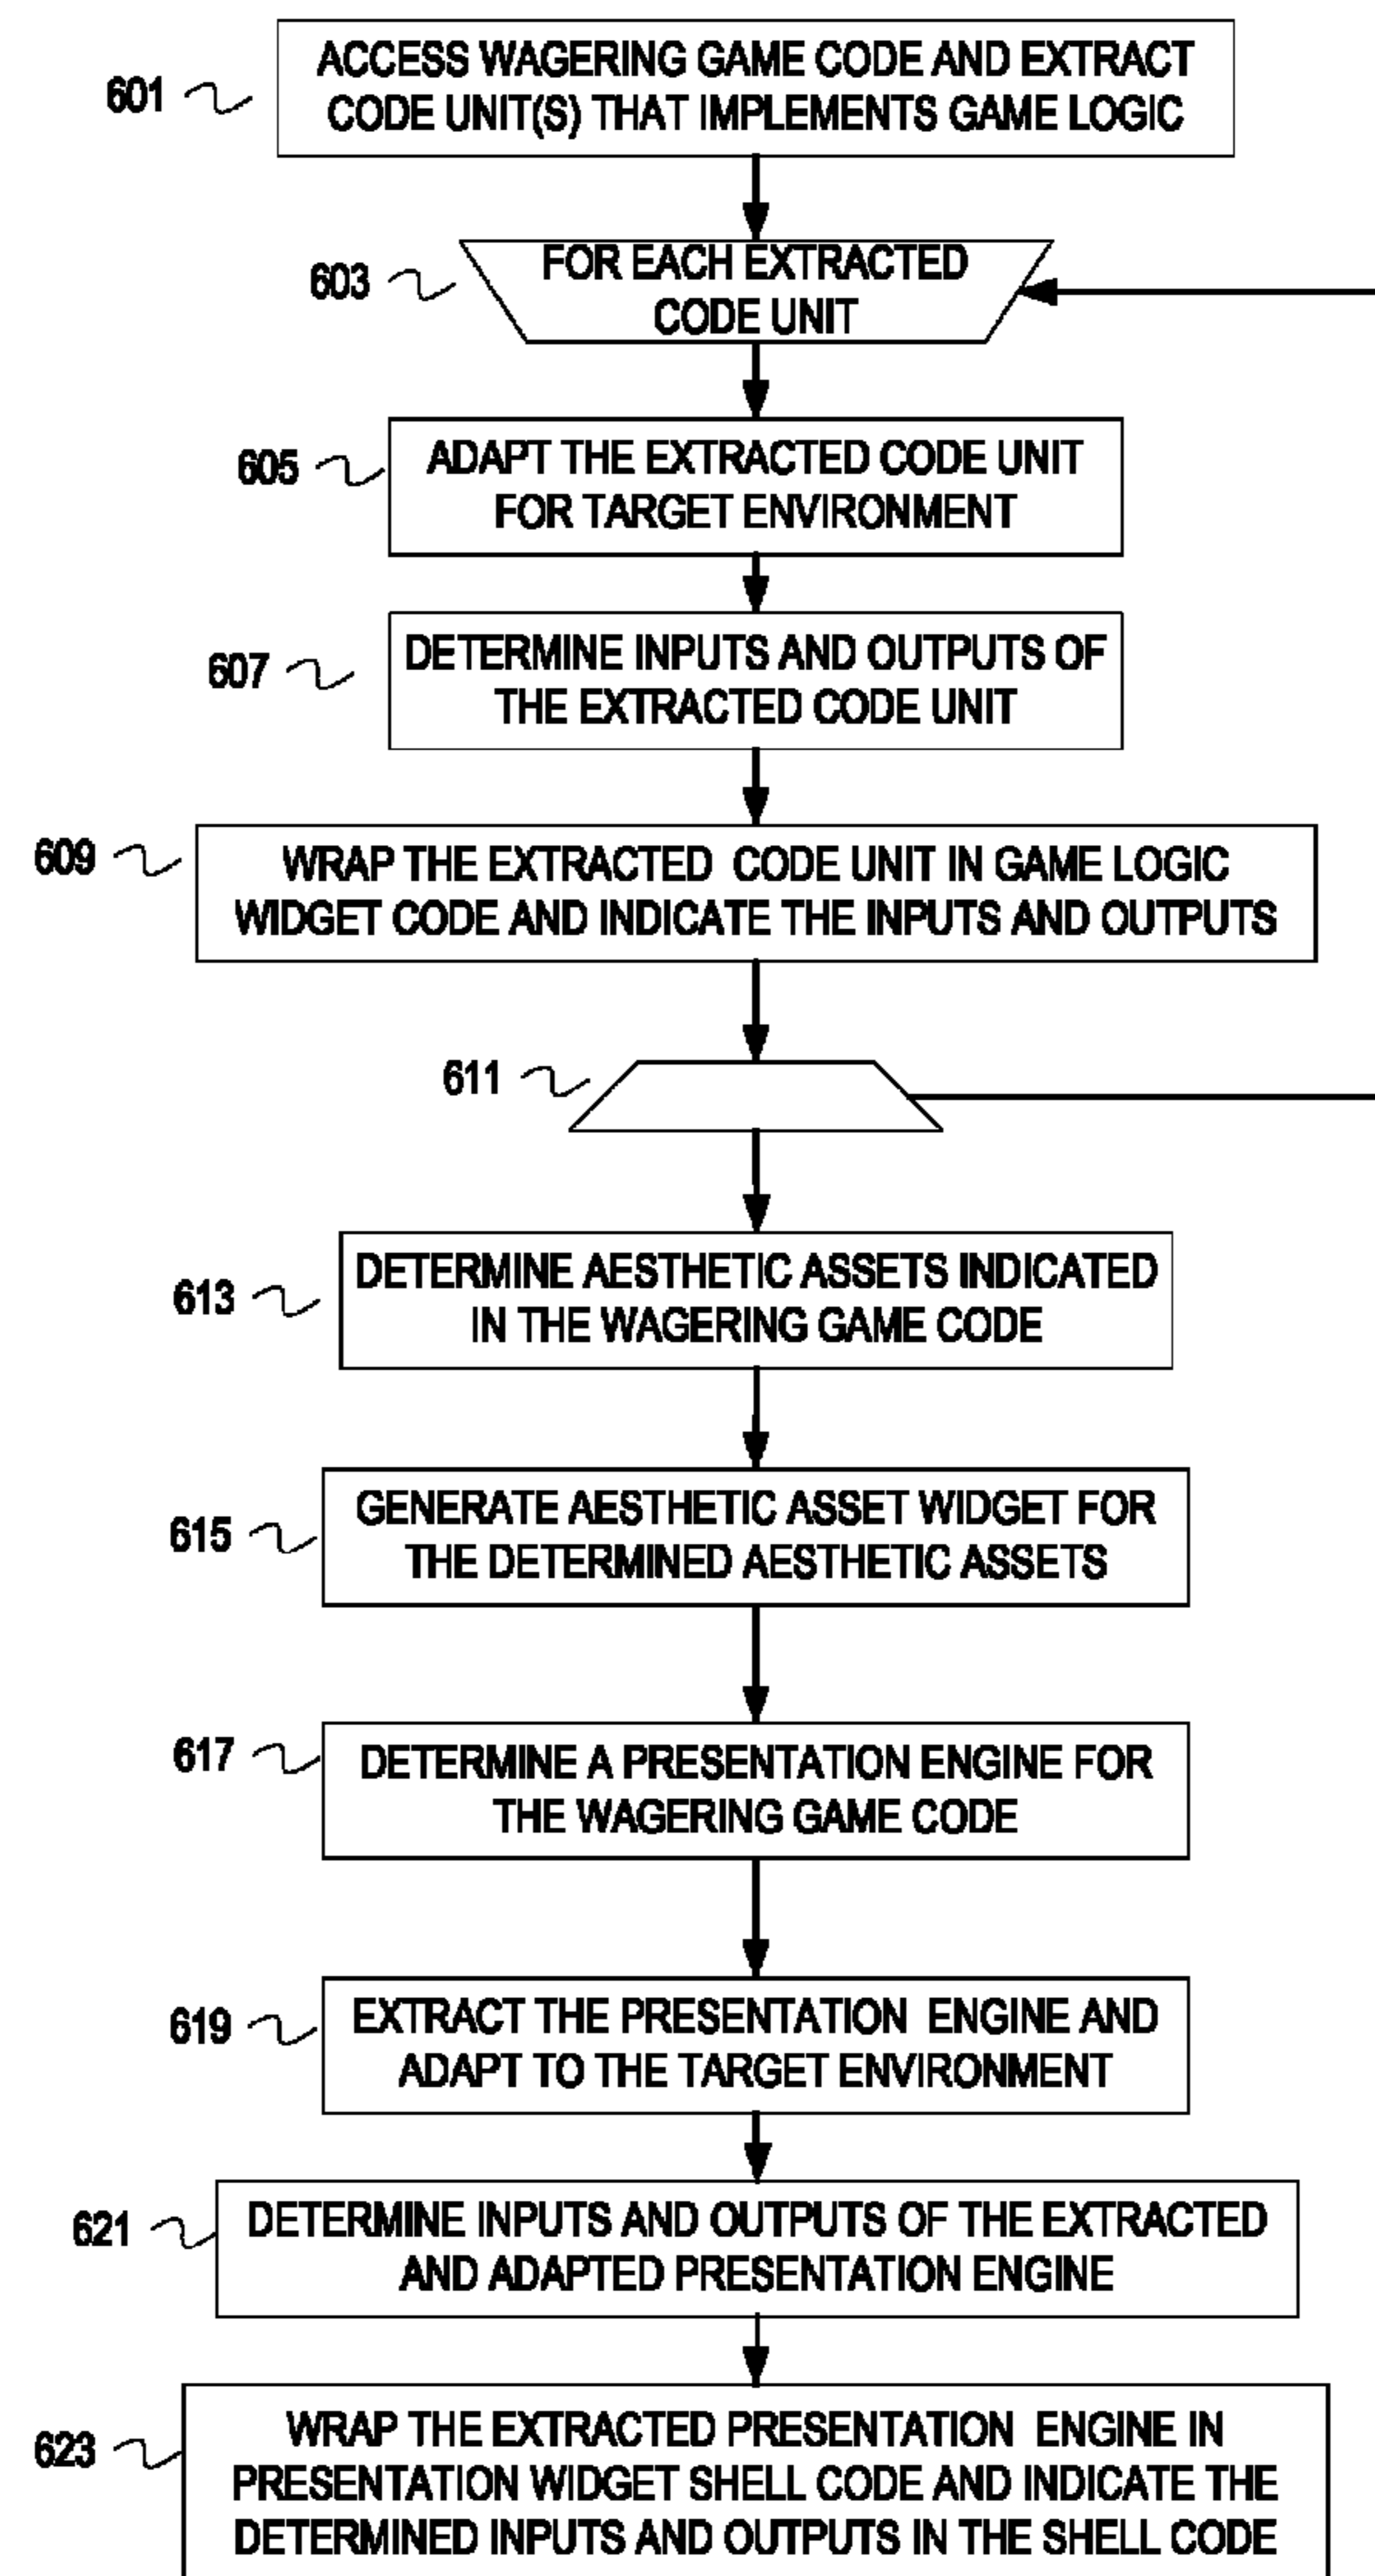 601
ACCESS WAGERING GAME CODE AND EXTRACT
CODE UNIT(S) THAT IMPLEMENTS GAME LOGIC
603
FOR EACH EXTRACTED
CODE UNIT
605
ADAPT THE EXTRACTED CODE UNIT
FOR TARGET ENVIRONMENT
607
DETERMINE INPUTS AND OUTPUTS OF
THE EXTRACTED CODE UNIT
609
WRAP THE EXTRACTED CODE UNIT IN GAME LOGIC
WIDGET CODE AND INDICATE THE INPUTS AND OUTPUTS
611
613
DETERMINE AESTHETIC ASSETS INDICATED
IN THE WAGERING GAME CODE
615
GENERATE AESTHETIC ASSET WIDGET FOR
THE DETERMINED AESTHETIC ASSETS
617
DETERMINE A PRESENTATION ENGINE FOR
THE WAGERING GAME CODE
619
EXTRACT THE PRESENTATION ENGINE AND
ADAPT TO THE TARGET ENVIRONMENT
621
DETERMINE INPUTS AND OUTPUTS OF THE EXTRACTED
AND ADAPTED PRESENTATION ENGINE
623
WRAP THE EXTRACTED PRESENTATION ENGINE IN
PRESENTATION WIDGET SHELL CODE AND INDICATE THE
DETERMINED INPUTS AND OUTPUTS IN THE SHELL CODE